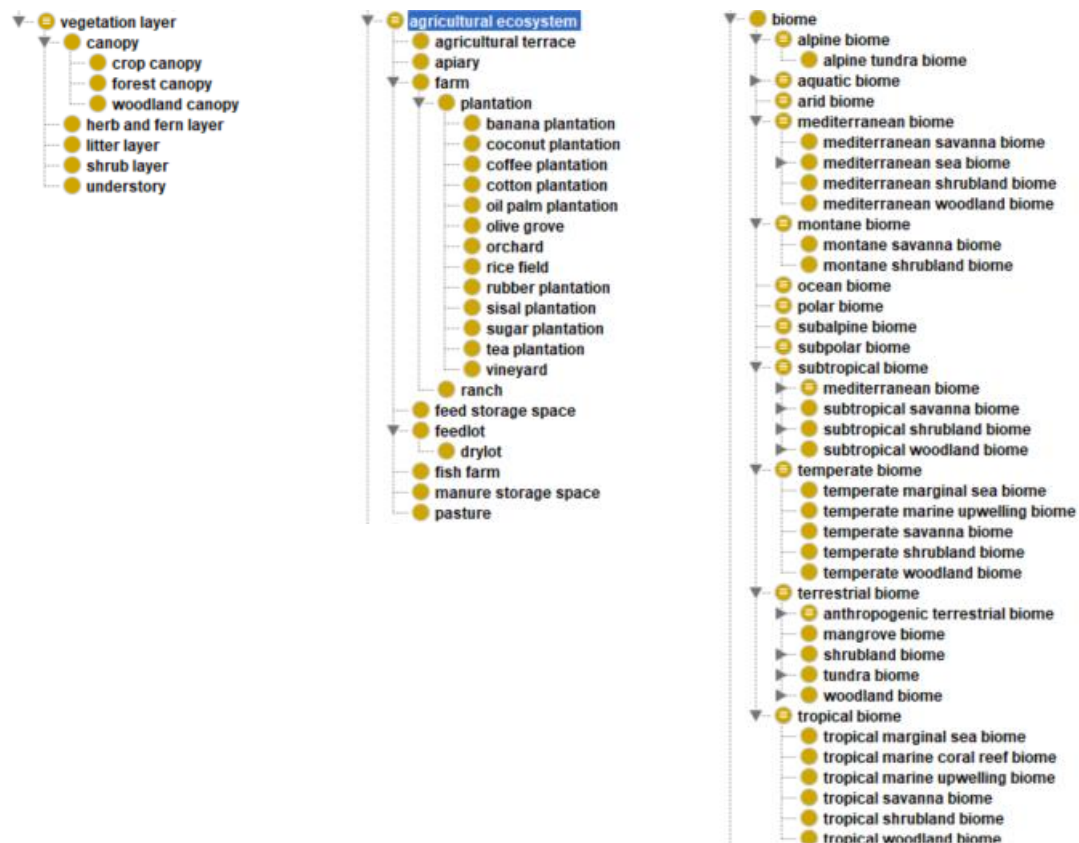 vegetation layer
canopy
crop canopy
forest canopy
woodland canopy
herb and fern layer
litter layer
shrub layer
understory
agricultural ecosystem
agricultural terrace
apiary
farm
plantation
banana plantation
coconut plantation
coffee plantation
cotton plantation
oil palm plantation
olive grove
orchard
rice field
rubber plantation
sisal plantation
sugar plantation
tea plantation
vineyard
ranch
feed storage space
feedlot
drylot
fish farm
manure storage space
pasture
biome
alpine biome
alpine tundra biome
aquatic biome
arid biome
mediterranean biome
mediterranean savanna biome
mediterranean sea biome
mediterranean shrubland biome
mediterranean woodland biome
montane biome
montane savanna biome
montane shrubland biome
ocean biome
polar biome
subalpine biome
subpolar biome
subtropical biome
mediterranean biome
subtropical savanna biome
subtropical shrubland biome
subtropical woodland biome
temperate biome
temperate marginal sea biome
temperate marine upwelling biome
temperate savanna biome
temperate shrubland biome
temperate woodland biome
terrestrial biome
anthropogenic terrestrial biome
mangrove biome
shrubland biome
tundra biome
woodland biome
tropical biome
tropical marginal sea biome
tropical marine coral reef biome
tropical marine upwelling biome
tropical savanna biome
tropical shrubland biome
tropical woodland biome